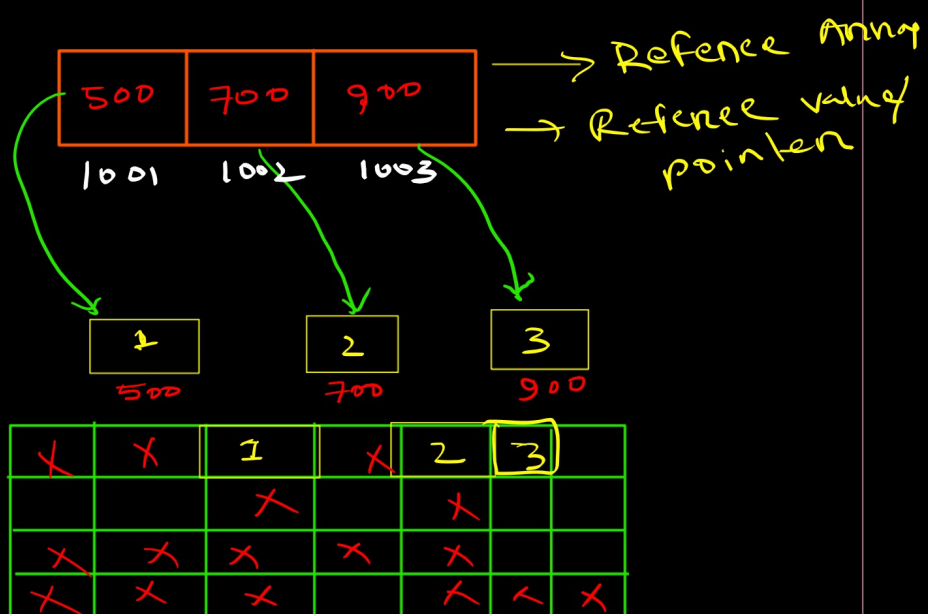 500 700 900 → Refence Array
→ Refenee value/
pointer
1001 1002 1003
1 2 3
500 700 900
X X 1 X 2 3
X X
X X X X X
X X X X X X